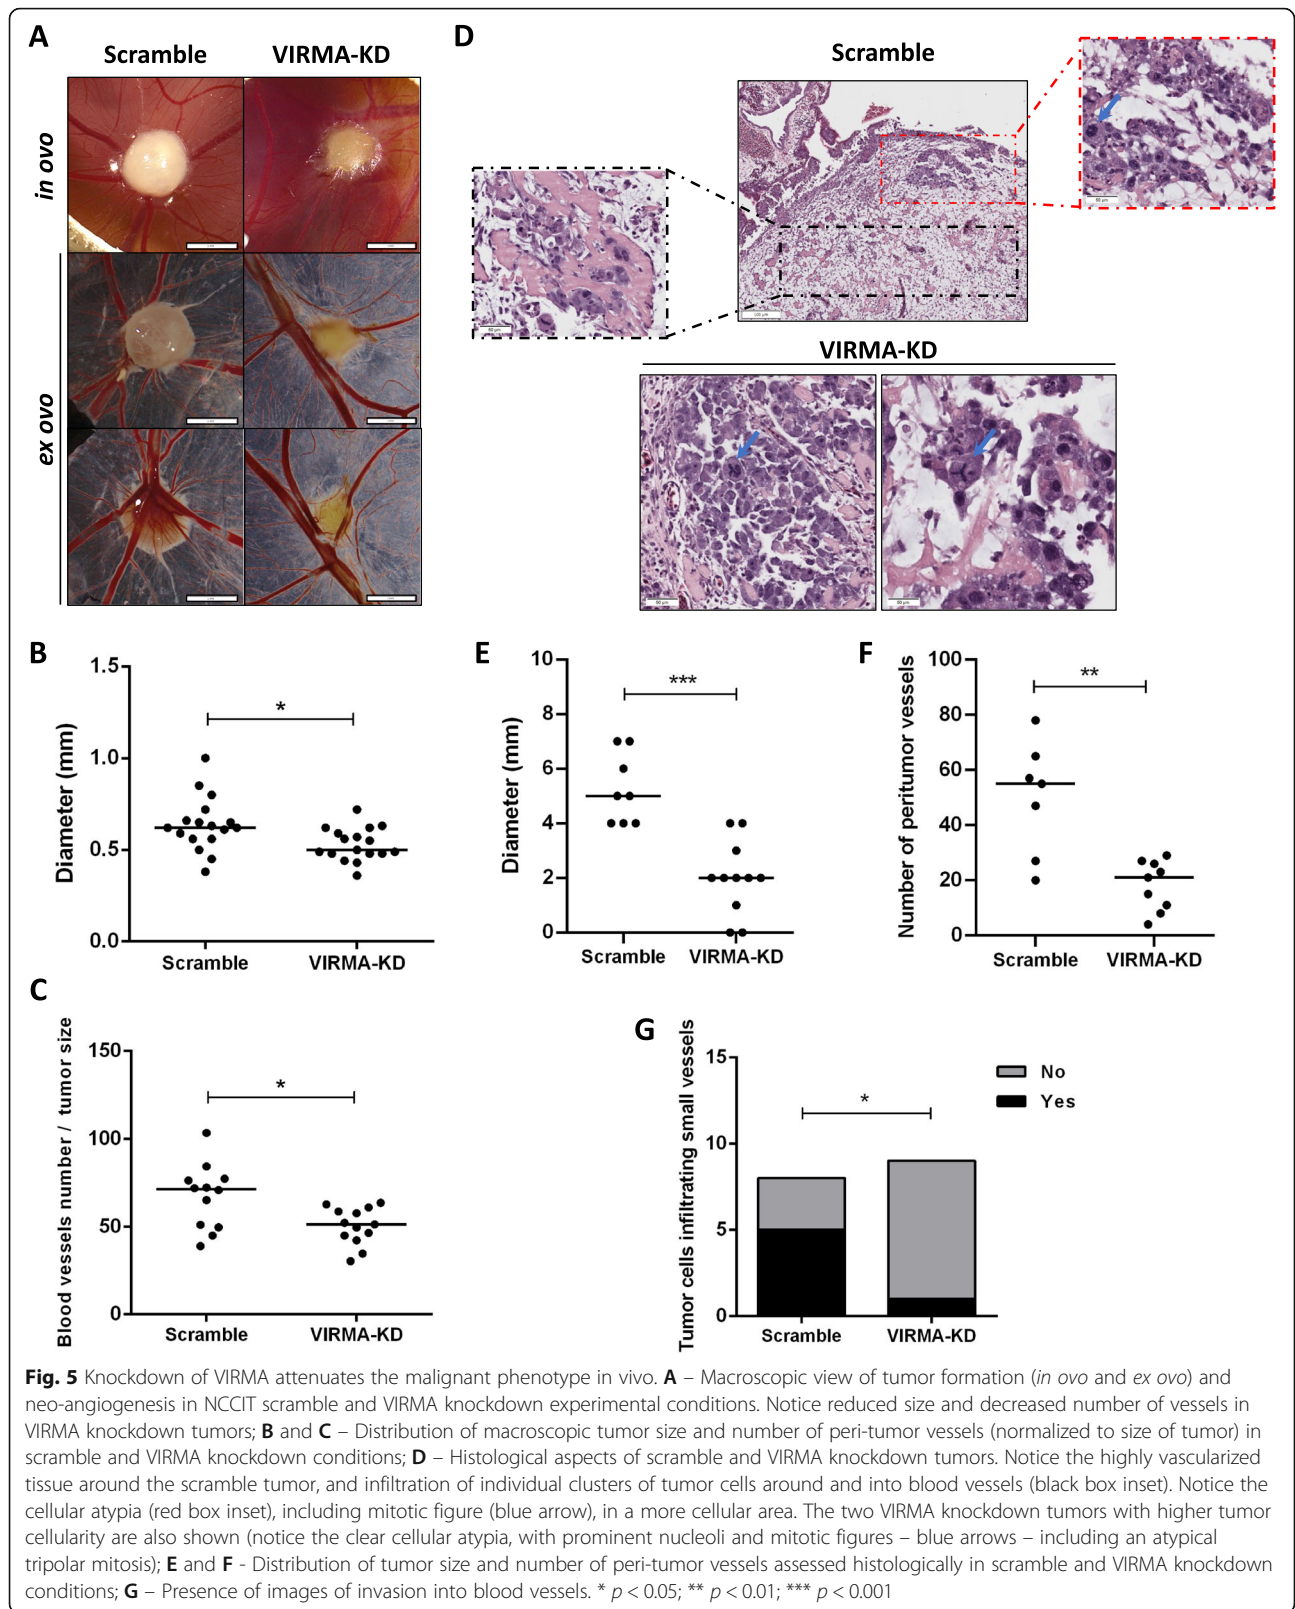 A
Scramble
VIRMA-KD
in ovo
ex ovo
D
Scramble
VIRMA-KD
B
Diameter (mm)
1.5
1.0
0.5
0.0
*
Scramble
VIRMA-KD
E
Diameter (mm)
10
8
6
4
2
0
***
Scramble
VIRMA-KD
F
Number of peritumor vessels
100
80
60
40
20
0
**
Scramble
VIRMA-KD
C
Blood vessels number / tumor size
150
100
50
0
*
Scramble
VIRMA-KD
G
Tumor cells infiltrating small vessels
15
10
5
0
*
Scramble
VIRMA-KD
No
Yes
Fig. 5 Knockdown of VIRMA attenuates the malignant phenotype in vivo. A – Macroscopic view of tumor formation (in ovo and ex ovo) and
neo-angiogenesis in NCCIT scramble and VIRMA knockdown experimental conditions. Notice reduced size and decreased number of vessels in
VIRMA knockdown tumors; B and C – Distribution of macroscopic tumor size and number of peri-tumor vessels (normalized to size of tumor) in
scramble and VIRMA knockdown conditions; D – Histological aspects of scramble and VIRMA knockdown tumors. Notice the highly vascularized
tissue around the scramble tumor, and infiltration of individual clusters of tumor cells around and into blood vessels (black box inset). Notice the
cellular atypia (red box inset), including mitotic figure (blue arrow), in a more cellular area. The two VIRMA knockdown tumors with higher tumor
cellularity are also shown (notice the clear cellular atypia, with prominent nucleoli and mitotic figures – blue arrows – including an atypical
tripolar mitosis); E and F - Distribution of tumor size and number of peri-tumor vessels assessed histologically in scramble and VIRMA knockdown
conditions; G – Presence of images of invasion into blood vessels. * p < 0.05; ** p < 0.01; *** p < 0.001